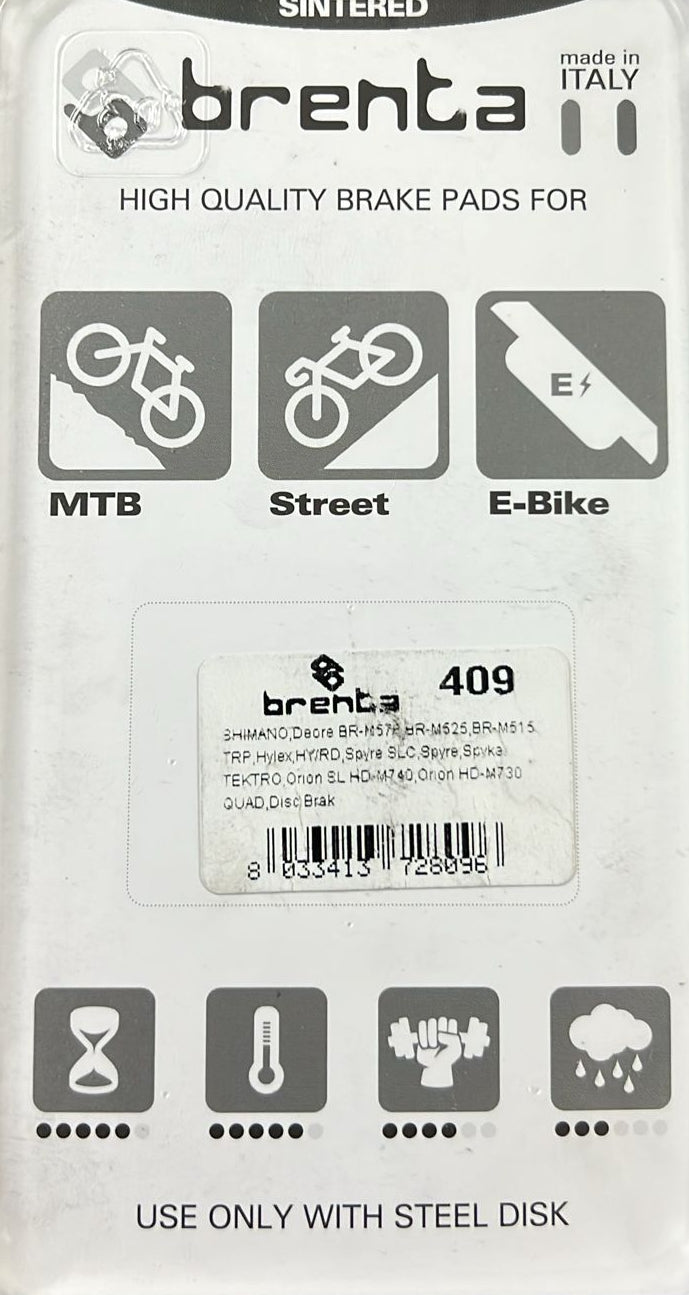 SINTERED
brenta
made in
ITALY
HIGH QUALITY BRAKE PADS FOR
E
MTB
Street
E-Bike
brenta
409
SHIMANO,Deore BR-M525,BR-M515
TRP,Hylex,HY/RD,Spyre SLC,Spyre,Spyke
TEKTRO,Orion SL HD-M740,Orion HD-M730
QUAD,Disc Brak
8 033413 728096
USE ONLY WITH STEEL DISK